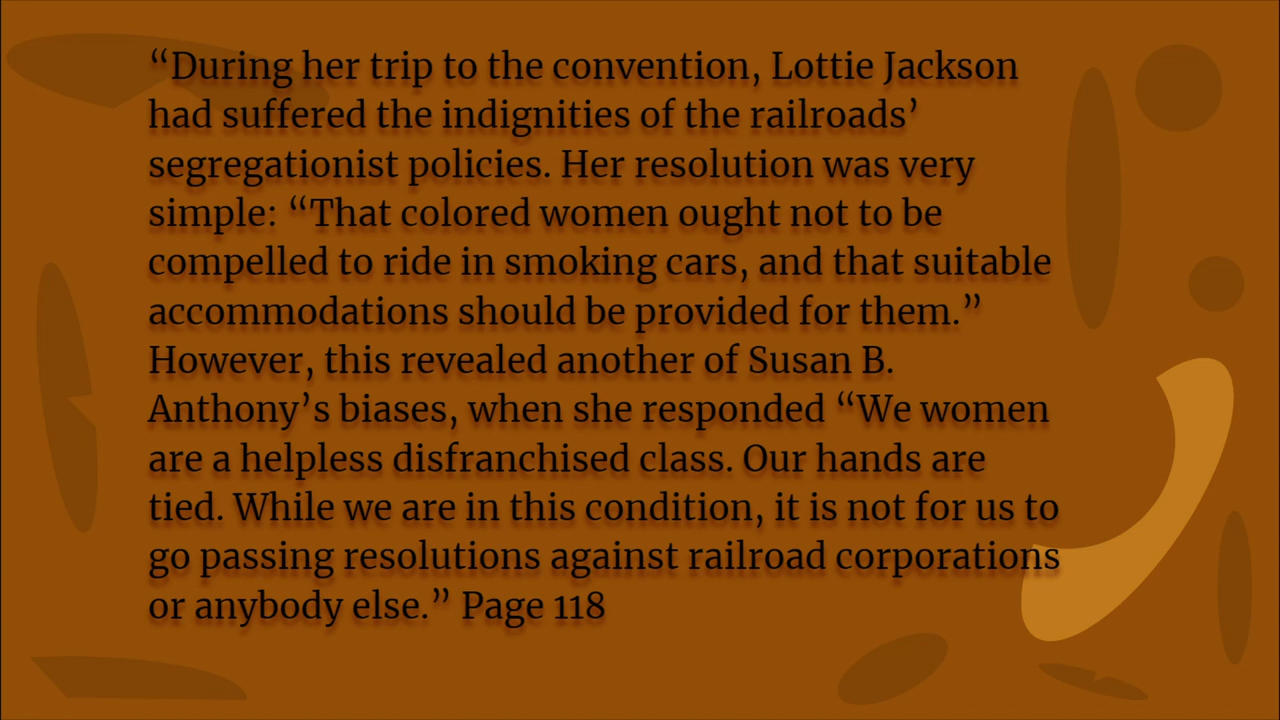 “During her trip to the convention, Lottie Jackson
had suffered the indignities of the railroads’
segregationist policies. Her resolution was very
simple: “That colored women ought not to be
compelled to ride in smoking cars, and that suitable
accommodations should be provided for them.”
However, this revealed another of Susan B.
Anthony’s biases, when she responded “We women
are a helpless disfranchised class. Our hands are
tied. While we are in this condition, it is not for us to
go passing resolutions against railroad corporations
or anybody else.” Page 118